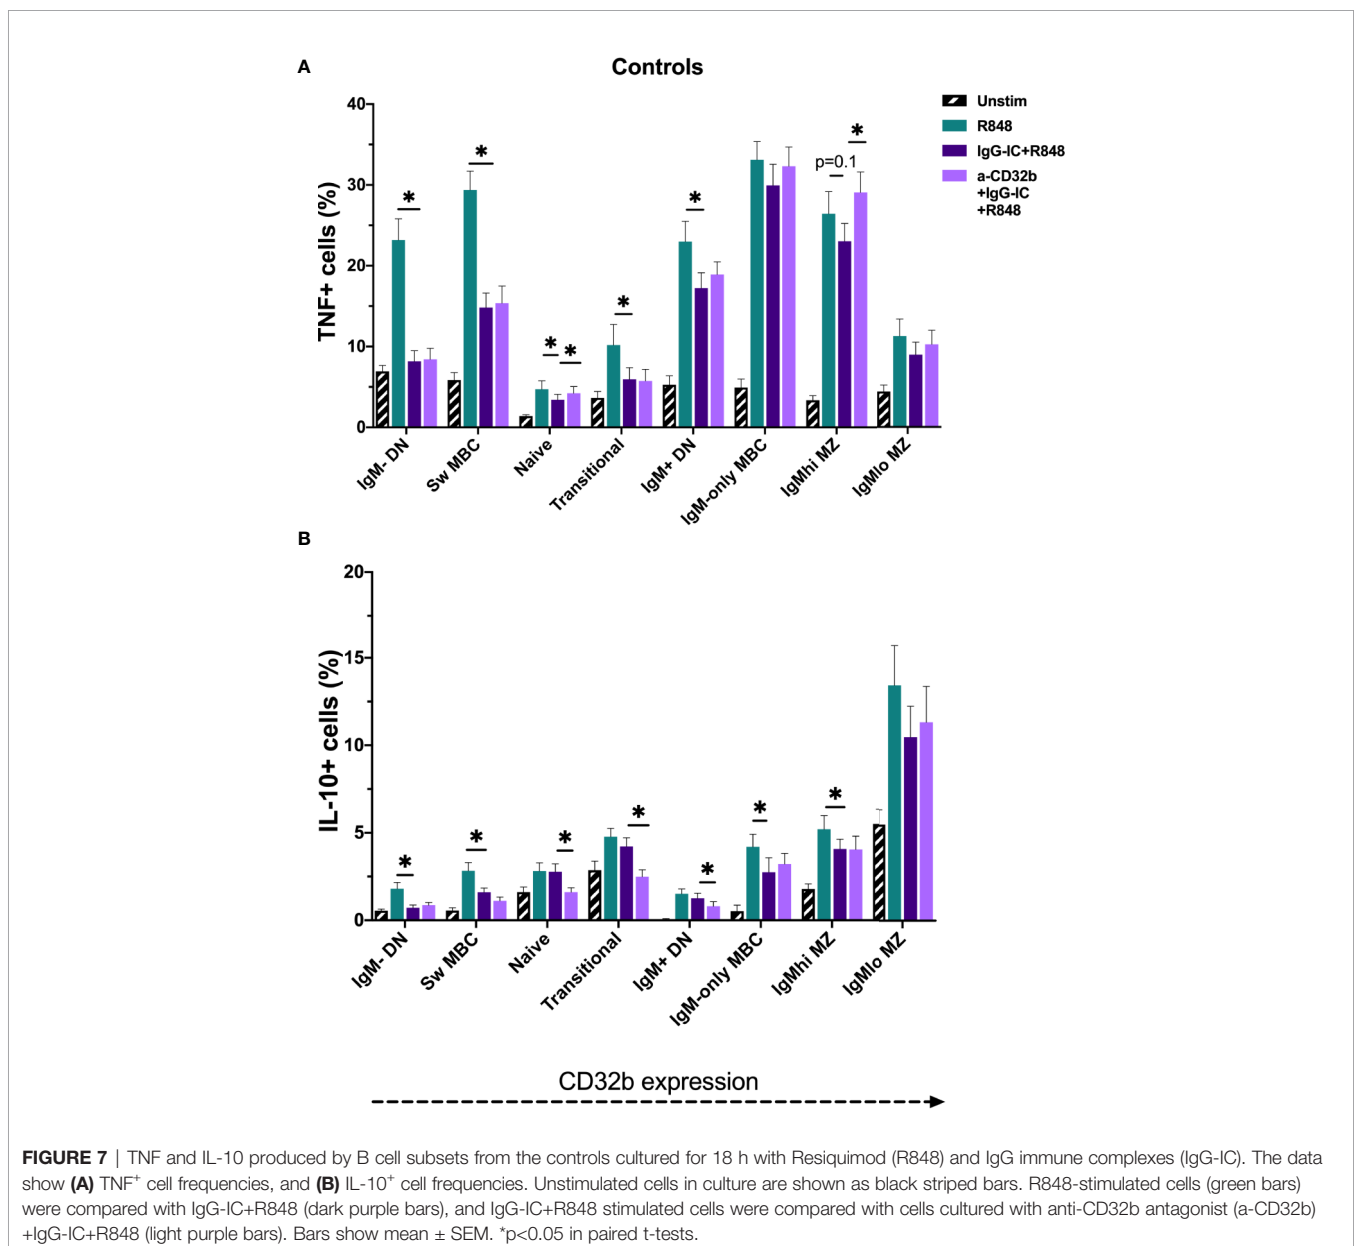 A
Controls
Unstim
R848
IgG-IC+R848
a-CD32b
+IgG-IC
+R848
TNF+ cells (%)
40
30
20
10
0
*
*
*
*
*
*
p=0.1
*
IgM- DN
Sw MBC
Naive
Transitional
IgM+ DN
IgM-only MBC
IgMhi MZ
IgMlo MZ
B
IL-10+ cells (%)
20
15
10
5
0
*
*
*
*
*
*
*
IgM- DN
Sw MBC
Naive
Transitional
IgM+ DN
IgM-only MBC
IgMhi MZ
IgMlo MZ
CD32b expression
FIGURE 7 | TNF and IL-10 produced by B cell subsets from the controls cultured for 18 h with Resiquimod (R848) and IgG immune complexes (IgG-IC). The data
show (A) TNF⁺ cell frequencies, and (B) IL-10⁺ cell frequencies. Unstimulated cells in culture are shown as black striped bars. R848-stimulated cells (green bars)
were compared with IgG-IC+R848 (dark purple bars), and IgG-IC+R848 stimulated cells were compared with cells cultured with anti-CD32b antagonist (a-CD32b)
+IgG-IC+R848 (light purple bars). Bars show mean ± SEM. *p<0.05 in paired t-tests.